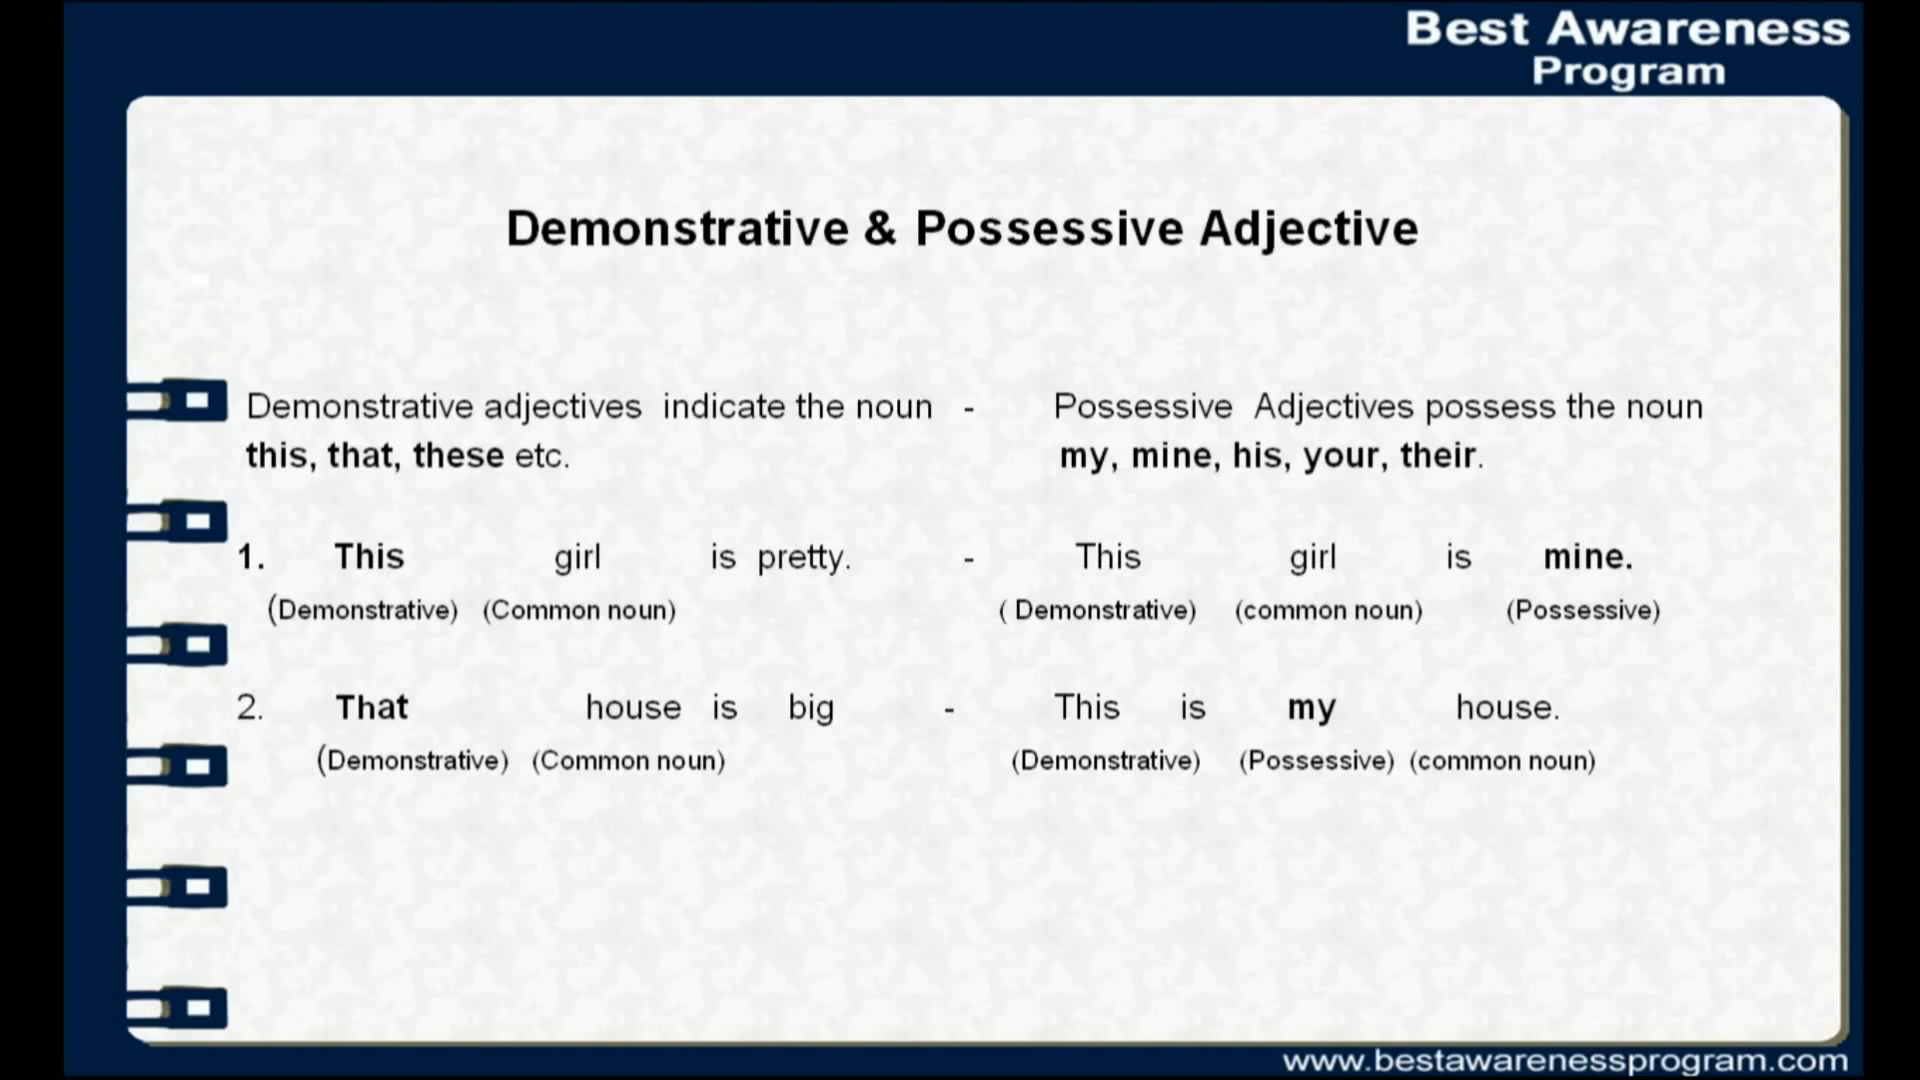 Best Awareness
Program
Demonstrative & Possessive Adjective
Demonstrative adjectives indicate the noun - Possessive Adjectives possess the noun
this, that, these etc. my, mine, his, your, their.
1. This girl is pretty. - This girl is mine.
(Demonstrative) (Common noun) ( Demonstrative) (common noun) (Possessive)
2. That house is big - This is my house.
(Demonstrative) (Common noun) (Demonstrative) (Possessive) (common noun)
www.bestawarenessprogram.com